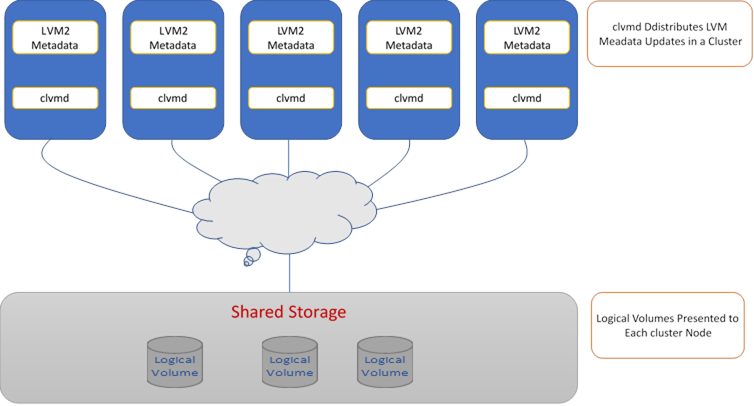 LVM2
Metadata
clvmd
LVM2
Metadata
clvmd
LVM2
Metadata
clvmd
LVM2
Metadata
clvmd
LVM2
Metadata
clvmd
clvmd Ddistributes LVM
Meadata Updates in a Cluster
Shared Storage
Logical
Volume
Logical
Volume
Logical
Volume
Logical Volumes Presented to
Each cluster Node